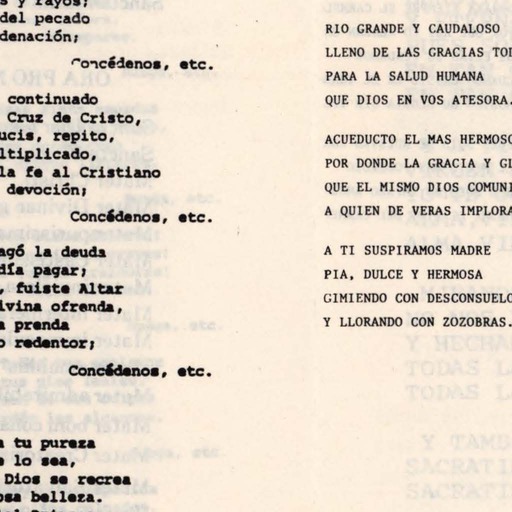 s y rayos;
del pecado
denación;
Concédenos, etc.
continuado
Cruz de Cristo,
ucis, repito,
ltiplicado,
la fe al Cristiano
devoción;
Concédenos, etc.
agó la deuda
día pagar;
, fuiste Altar
ivina ofrenda,
a prenda
o redentor;
Concédenos, etc.
a tu pureza
e lo sea,
Dios se recrea
osa belleza.
RIO GRANDE Y CAUDALOSO
LLENO DE LAS GRACIAS TOD
PARA LA SALUD HUMANA
QUE DIOS EN VOS ATESORA.
ACUEDUCTO EL MAS HERMOSO
POR DONDE LA GRACIA Y GL
QUE EL MISMO DIOS COMUNI
A QUIEN DE VERAS IMPLORA
A TI SUSPIRAMOS MADRE
PIA, DULCE Y HERMOSA
GIMIENDO CON DESCONSUELO
Y LLORANDO CON ZOZOBRAS.